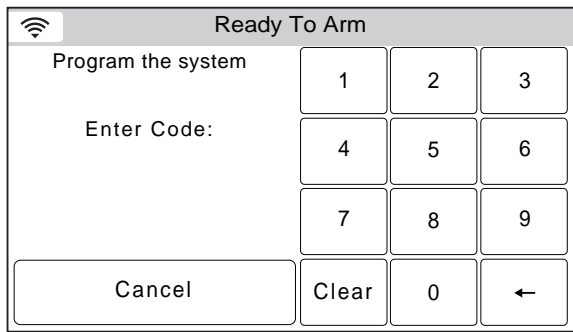 Ready To Arm
Program the system
Enter Code:
1 2 3
4 5 6
7 8 9
Cancel Clear 0 ←